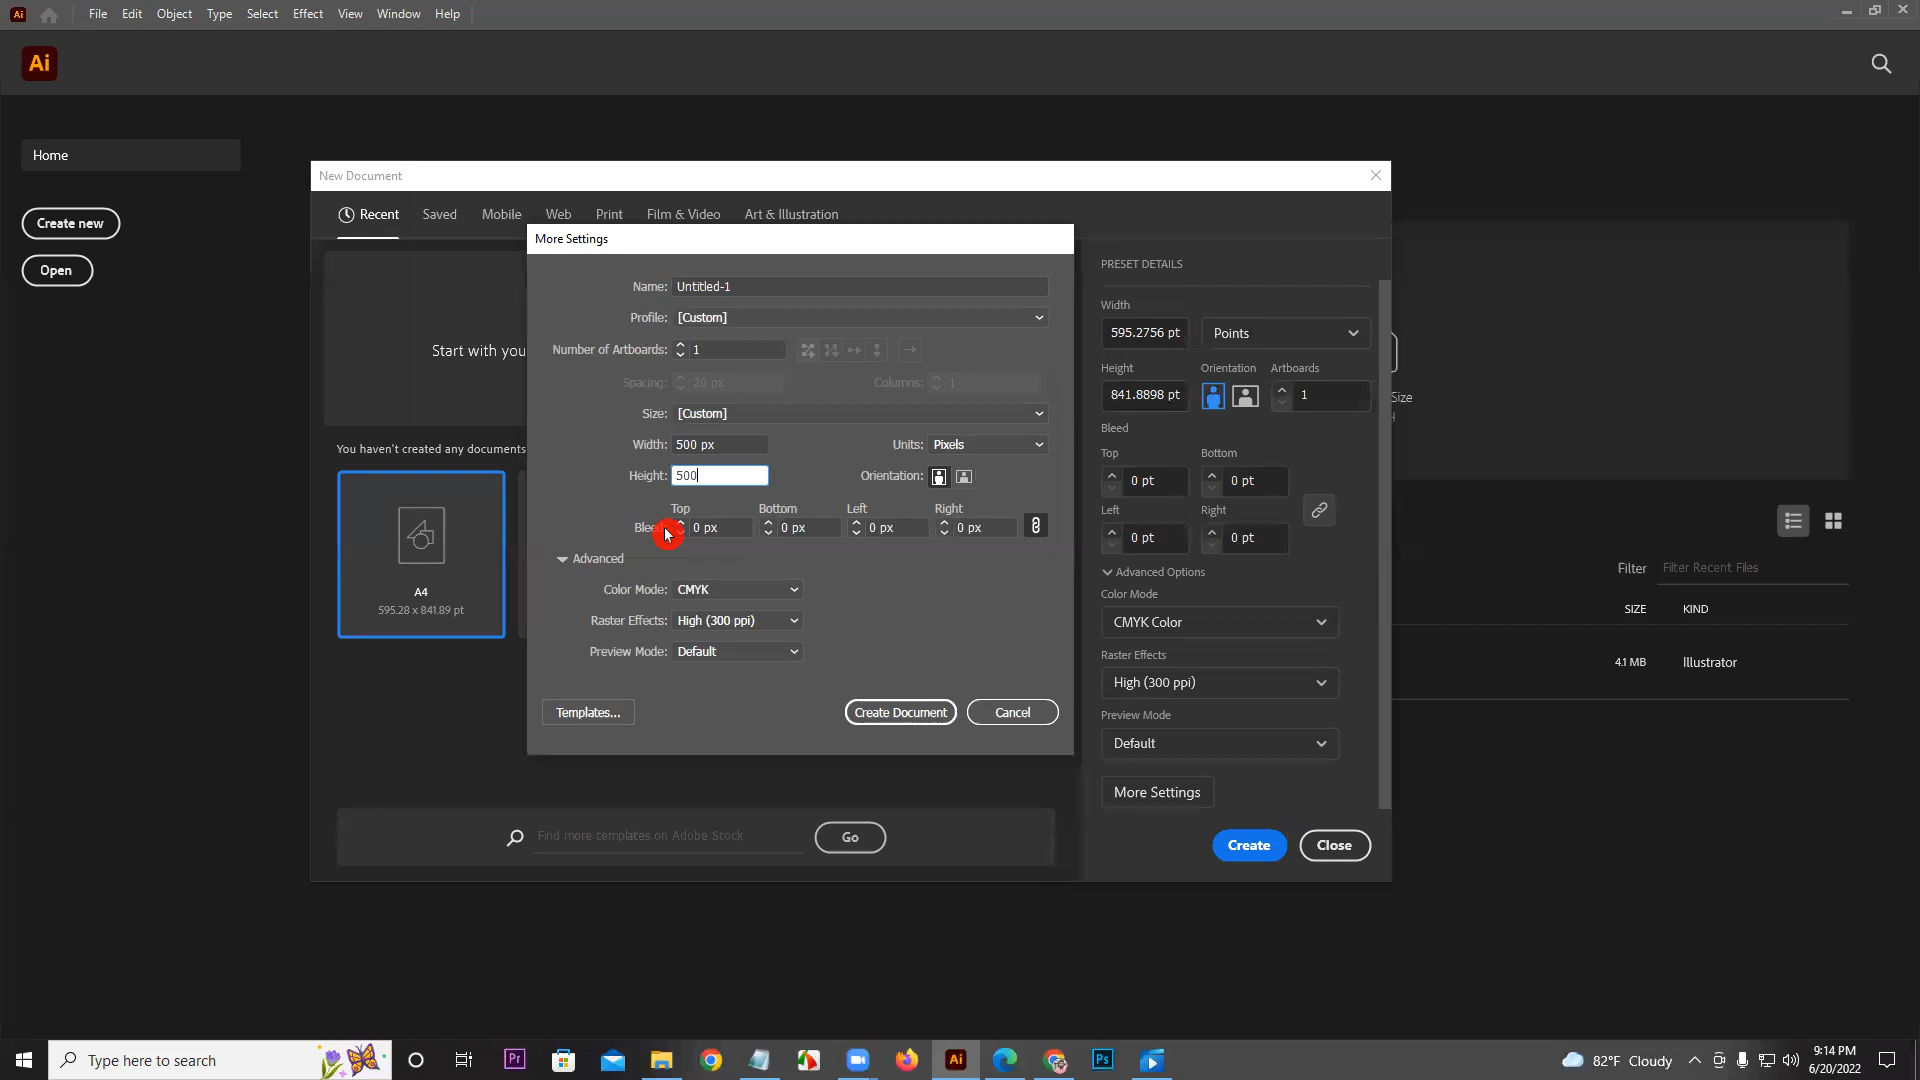 Ai File Edit Object Type Select Effect View Window Help
Ai
Home
Create new
Open
New Document
Recent Saved Mobile Web Print Film & Video Art & Illustration
Start with you
You haven't created any documents
A4
595.28 x 841.89 pt
Find more templates on Adobe Stock Go
More Settings
Name: Untitled-1
Profile: [Custom]
Number of Artboards: 1
Spacing: 20 px Columns: 1
Size: [Custom]
Width: 500 px Units: Pixels
Height: 500 Orientation:
Top Bottom Left Right
0 px 0 px 0 px 0 px
Advanced
Color Mode: CMYK
Raster Effects: High (300 ppi)
Preview Mode: Default
Templates... Create Document Cancel
PRESET DETAILS
Width
595.2756 pt Points
Height Orientation Artboards
841.8898 pt 1
Bleed
Top Bottom
0 pt 0 pt
Left Right
0 pt 0 pt
Advanced Options
Color Mode
CMYK Color
Raster Effects
High (300 ppi)
Preview Mode
Default
More Settings
Create Close
Size
Filter Filter Recent Files
SIZE KIND
4.1 MB Illustrator
Type here to search Pr Ai Ps 82°F Cloudy
9:14 PM
6/20/2022